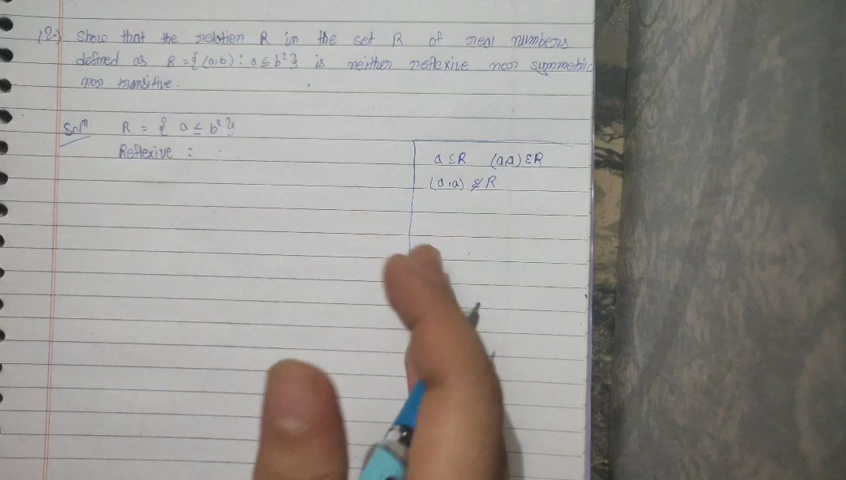 (2.) Show that the relation R in the set R of real numbers
defined as R = { (a,b) : a ≤ b² } is neither reflexive nor symmetric
nor transitive.
Solⁿ R = { a ≤ b² }
Reflexive :
a ε R (a,a) ε R
(a,a) ∉ R